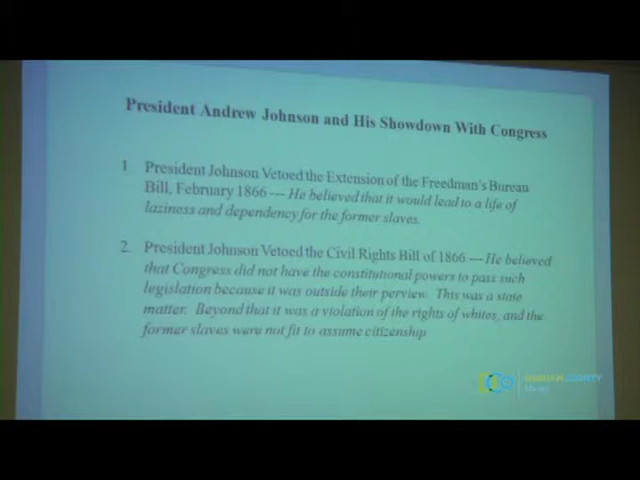 President Andrew Johnson and His Showdown With Congress
1 President Johnson Vetoed the Extension of the Freedman's Bureau
Bill, February 1866 --- He believed that it would lead to a life of
laziness and dependency for the former slaves.
2. President Johnson Vetoed the Civil Rights Bill of 1866 --- He believed
that Congress did not have the constitutional powers to pass such
legislation because it was outside their perview. This was a state
matter. Beyond that it was a violation of the rights of whites, and the
former slaves were not fit to assume citizenship